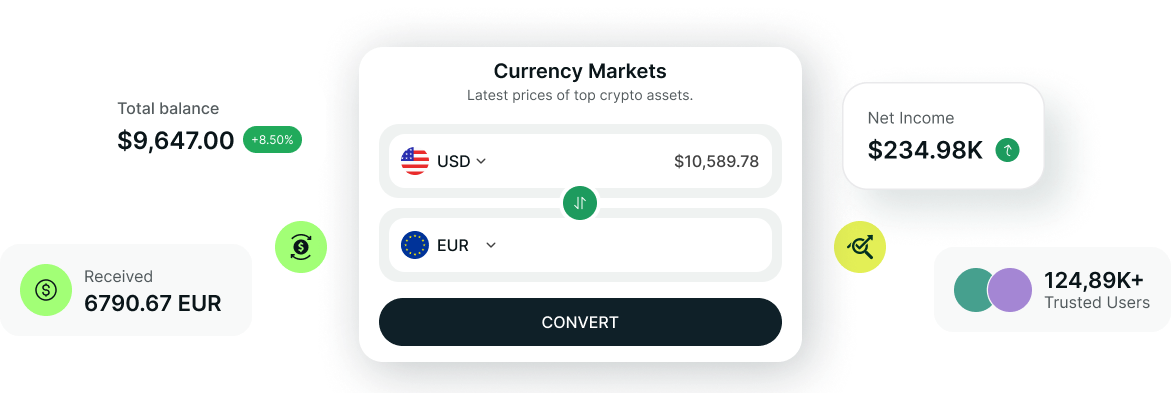 Currency Markets
Latest prices of top crypto assets.
Total balance
$9,647.00 +8.50%
Net Income
$234.98K
USD $10,589.78
EUR
Received
6790.67 EUR
124,89K+
Trusted Users
CONVERT